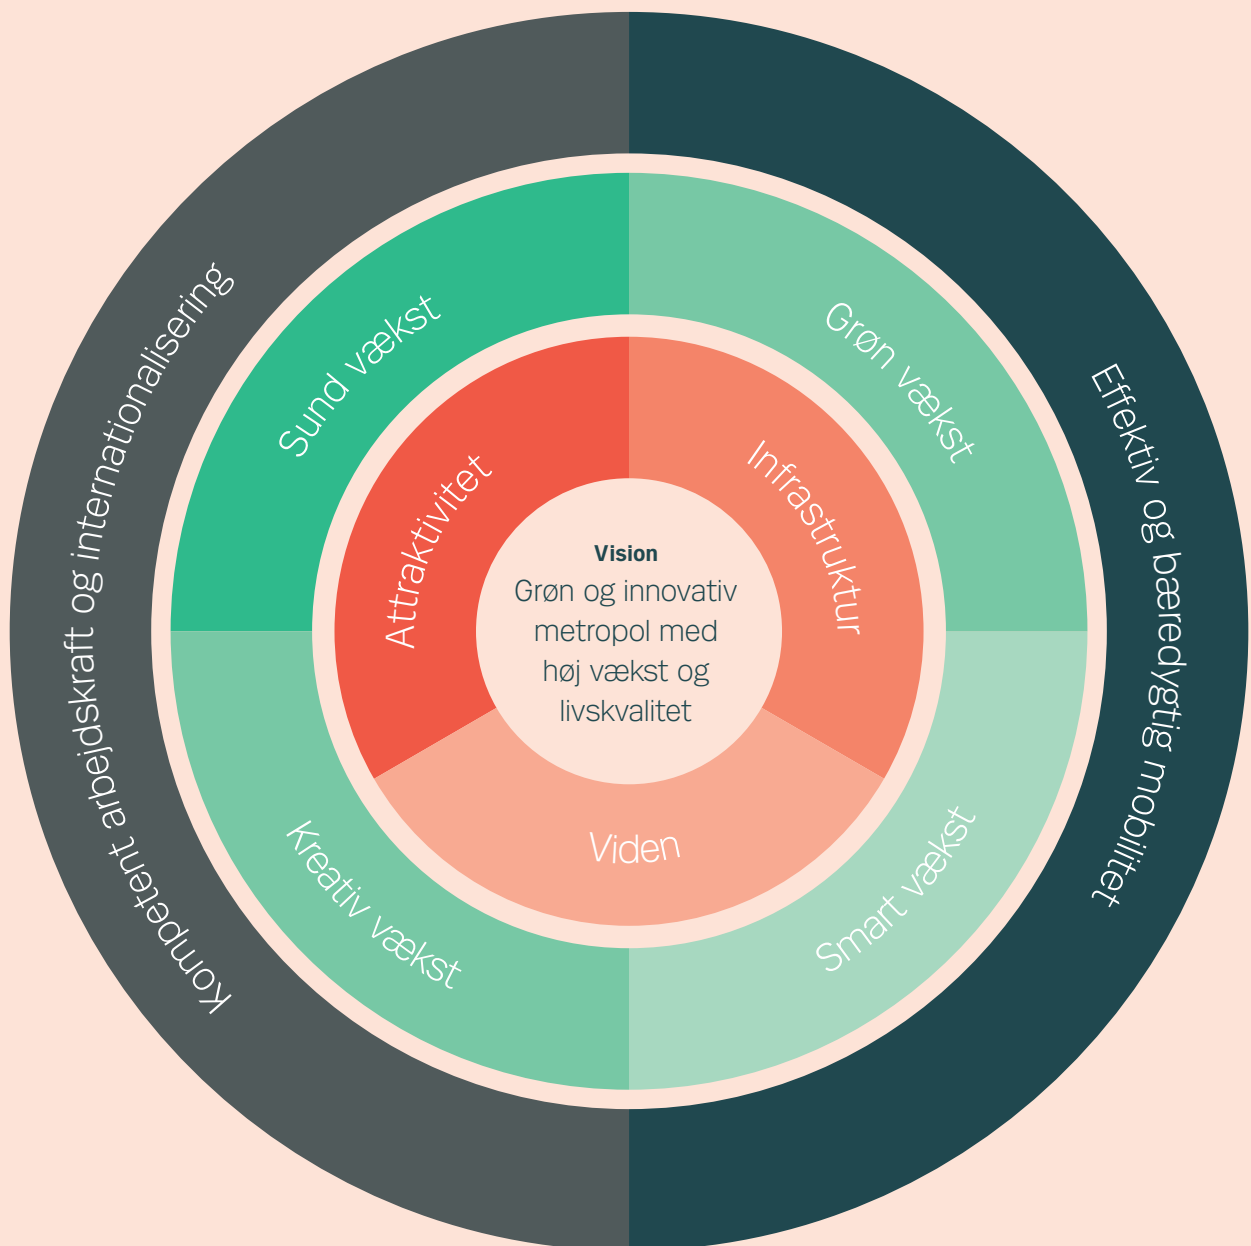 Vision
Grøn og innovativ
metropol med
høj vækst og
livskvalitet
Attraktivitet
Infrastruktur
Viden
Sund vækst
Grøn vækst
Kreativ vækst
Smart vækst
Kompetent arbejdskraft og internationalisering
Effektiv og bæredygtig mobilitet